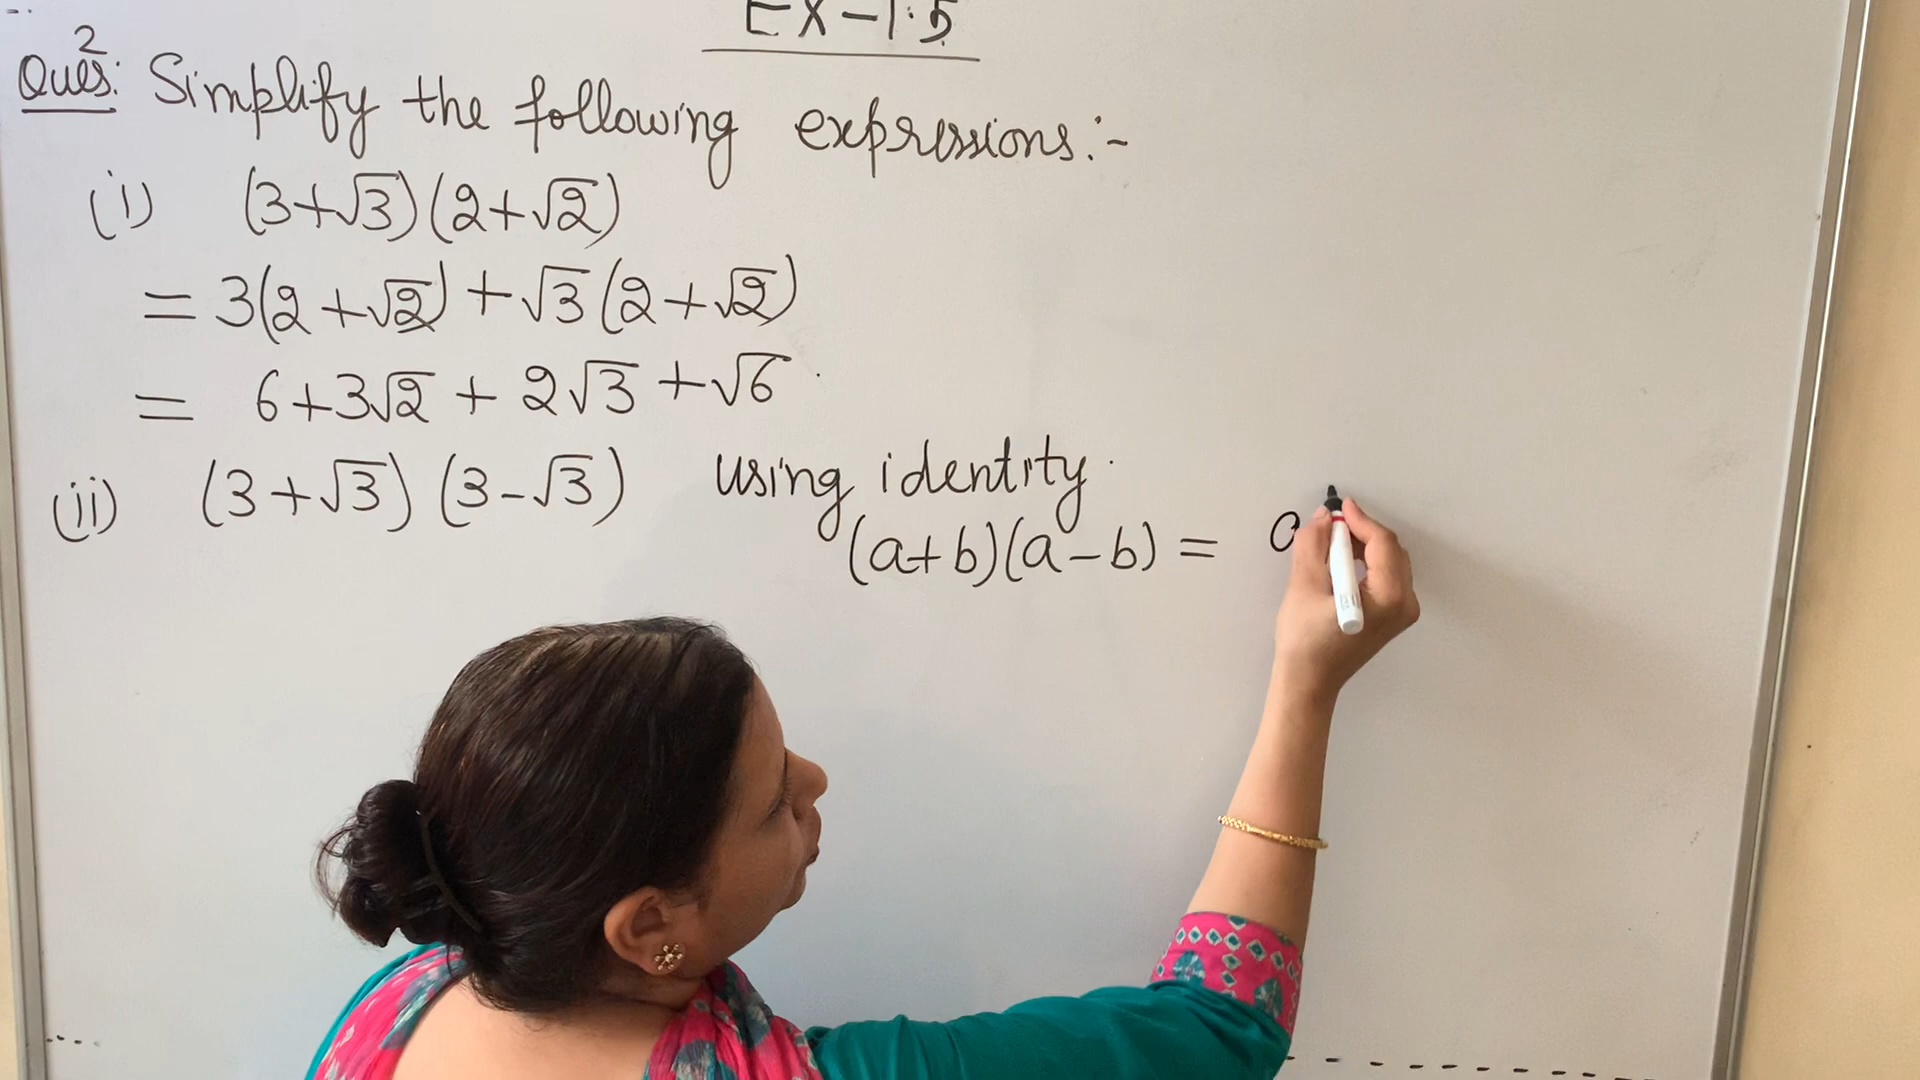 Ex-1.5
Ques: 2 Simplify the following expressions:-
(i) (3+√3)(2+√2)
= 3(2+√2)+√3(2+√2)
= 6+3√2+2√3+√6.
(ii) (3+√3)(3-√3) using identity.
(a+b)(a-b) = a